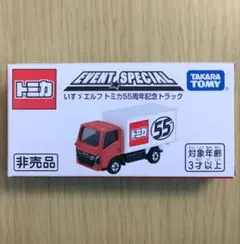 トミカ
EVENT SPECIAL
TAKARA
TOMY
いすゞエルフ トミカ55周年記念トラック
トミカ
55
非売品
対象年齢
3才以上